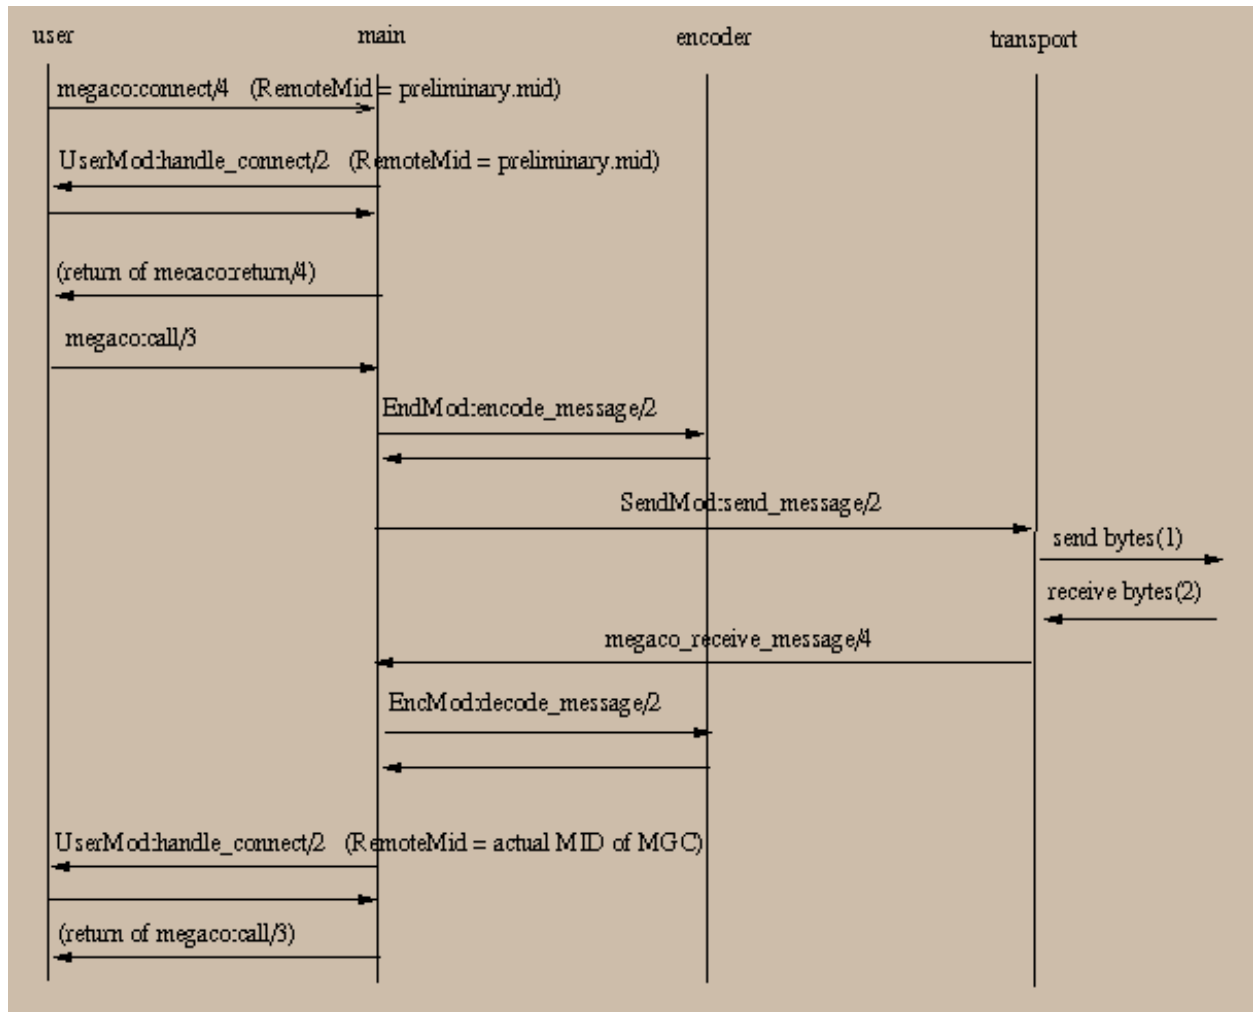 user main encoder transport
megaco:connect/4 (RemoteMid = preliminary.mid)
UserMod:handle_connect/2 (RemoteMid = preliminary.mid)
(return of mecaco:return/4)
megaco:call/3
EndMod:encode_message/2
SendMod:send_message/2
send bytes(1)
receive bytes(2)
megaco_receive_message/4
EncMod:decode_message/2
UserMod:handle_connect/2 (RemoteMid = actual MID of MGC)
(return of megaco:call/3)